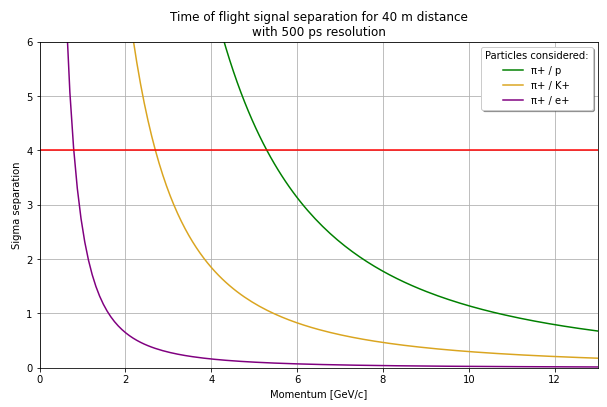 Time of flight signal separation for 40 m distance
with 500 ps resolution
Particles considered:
π+ / p
π+ / K+
π+ / e+
Sigma separation
6
5
4
3
2
1
0
0 2 4 6 8 10 12
Momentum [GeV/c]